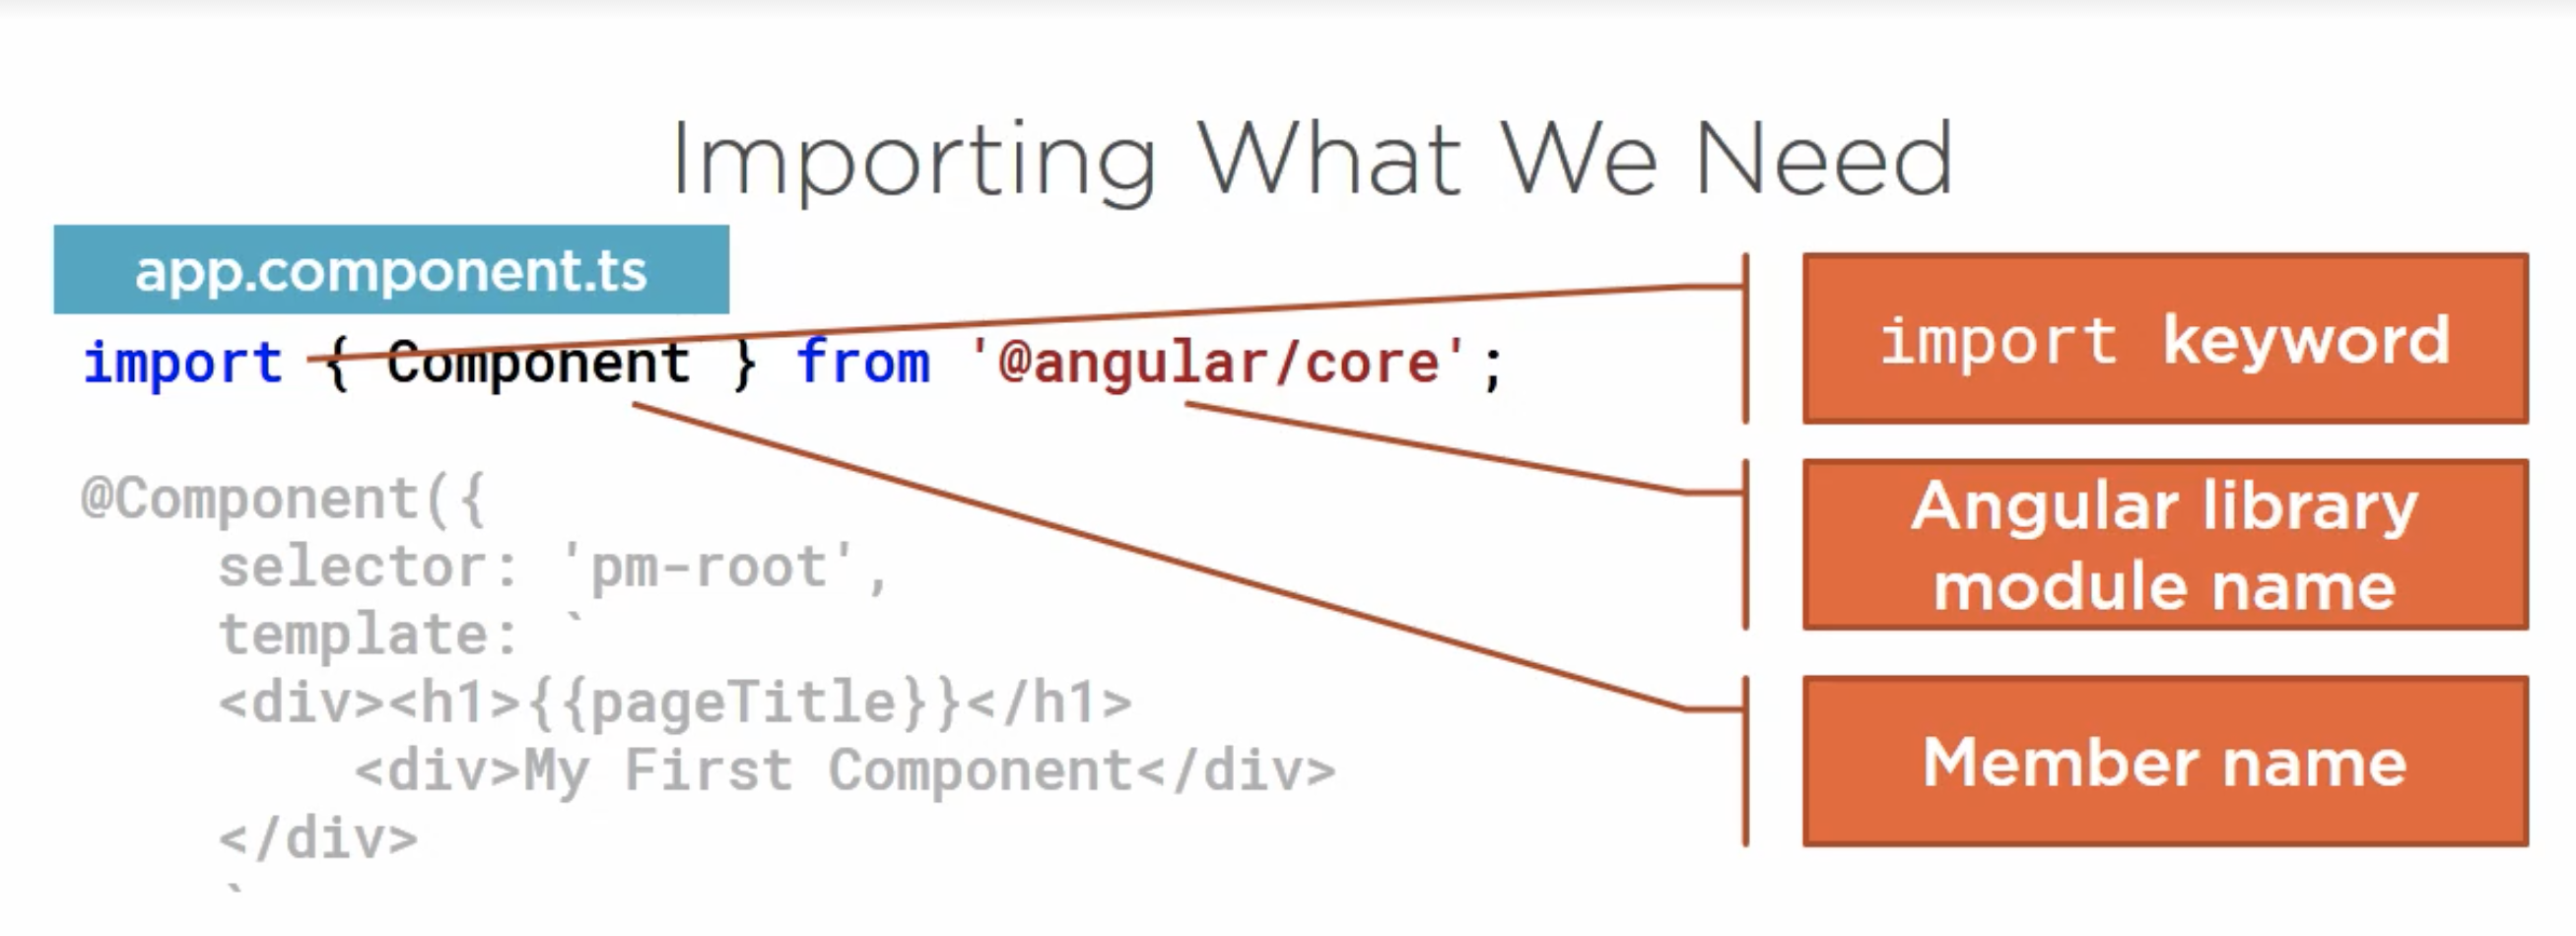 Importing What We Need
app.component.ts
import { Component } from '@angular/core';
@Component({
    selector: 'pm-root',
    template: `
    <div><h1>{{pageTitle}}</h1>
        <div>My First Component</div>
    </div>
    `
import keyword
Angular library
module name
Member name